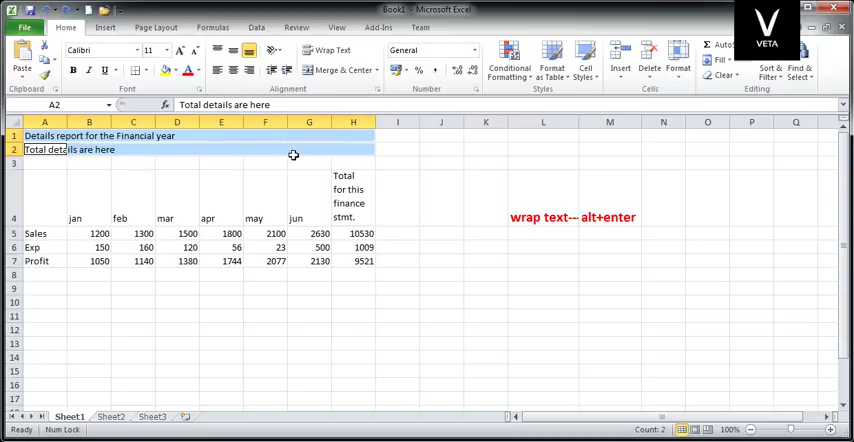 Book1 - Microsoft Excel
V
VETA
File Home Insert Page Layout Formulas Data Review View Add-Ins Team
Calibri 11 A A Wrap Text General
Paste B I U Merge & Center % , Conditional Formatting Format as Table Cell Styles Insert Delete Format Σ Auto Fill Clear Sort & Filter Find & Select
Clipboard Font Alignment Number Styles Cells Editing
A2 fx Total details are here
A B C D E F G H I J K L M N O P Q
1 Details report for the Financial year
2 Total details are here
3
4 jan feb mar apr may jun Total for this finance stmt. wrap text--- alt+enter
5 Sales 1200 1300 1500 1800 2100 2630 10530
6 Exp 150 160 120 56 23 500 1009
7 Profit 1050 1140 1380 1744 2077 2130 9521
8
9
10
11
12
13
14
15
16
17
Sheet1 Sheet2 Sheet3
Ready Num Lock Count: 2 100%